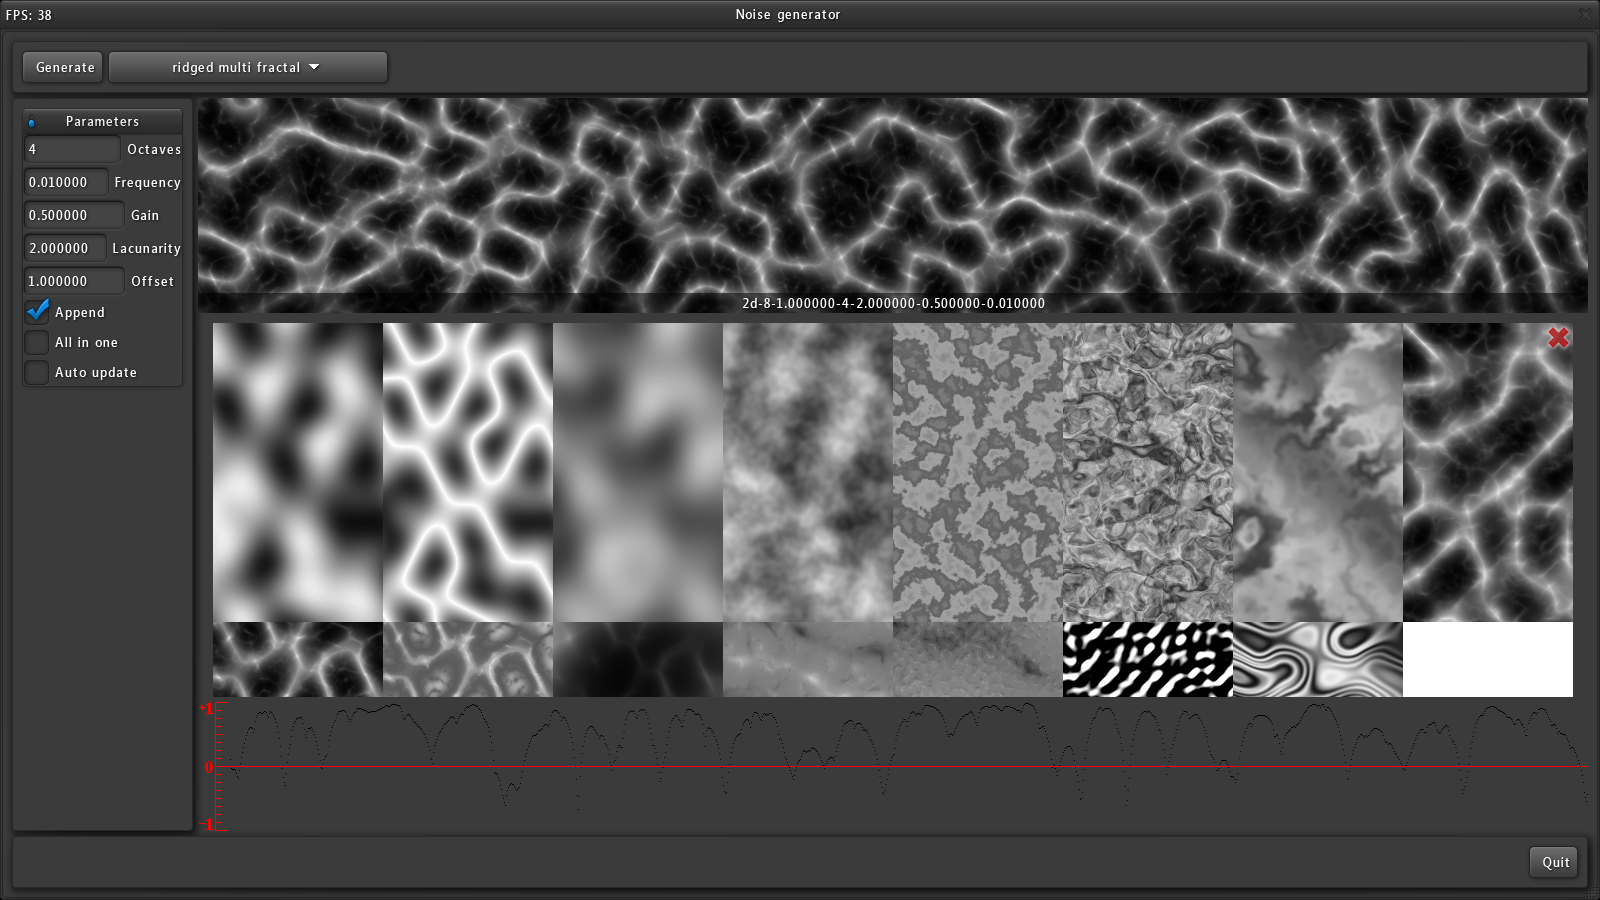 FPS: 38
Noise generator
Generate
ridged multi fractal
Parameters
4 Octaves
0.010000 Frequency
0.500000 Gain
2.000000 Lacunarity
1.000000 Offset
Append
All in one
Auto update
2d-8-1.000000-4-2.000000-0.500000-0.010000
+1
0
-1
Quit